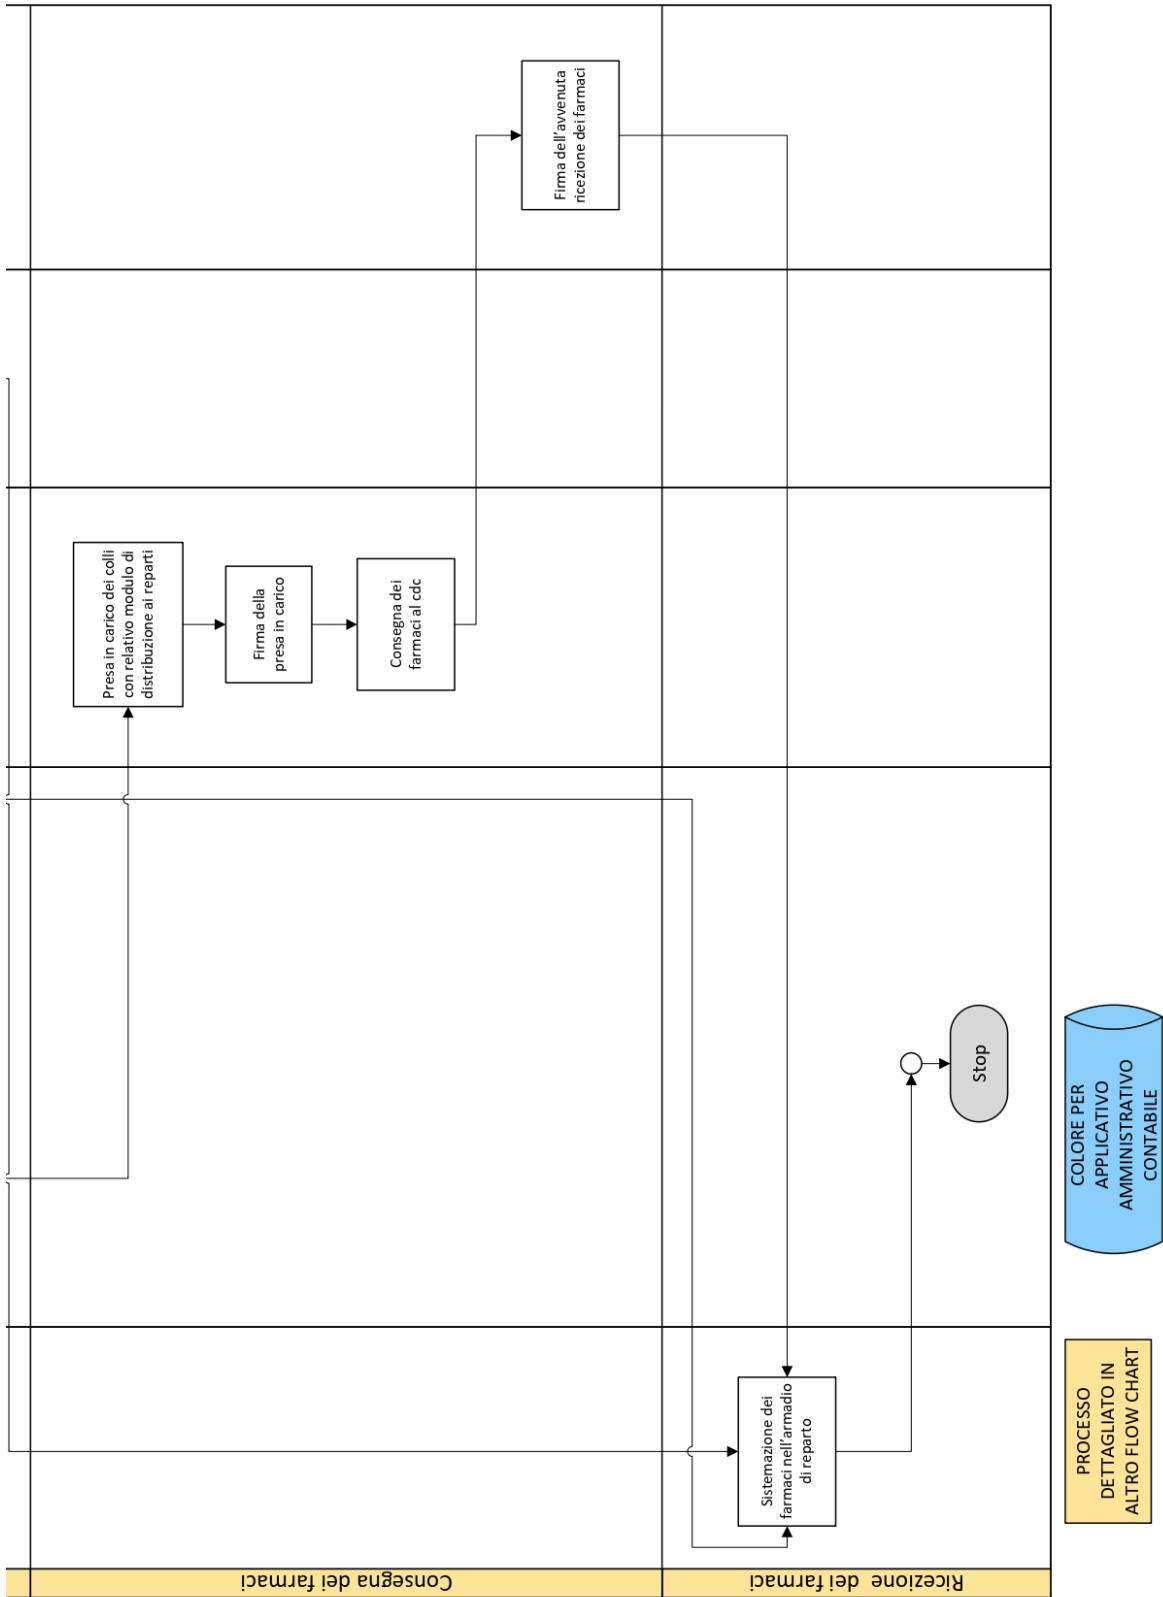 Consegna dei farmaci
Presa in carico dei colli
con relativo modulo di
distribuzione ai reparti
Firma della
presa in carico
Consegna dei
farmaci al cdc
Firma dell'avvenuta
ricezione dei farmaci
Ricezione dei farmaci
Sistemazione dei
farmaci nell'armadio
di reparto
Stop
PROCESSO
DETTAGLIATO IN
ALTRO FLOW CHART
COLORE PER
APPLICATIVO
AMMINISTRATIVO
CONTABILE